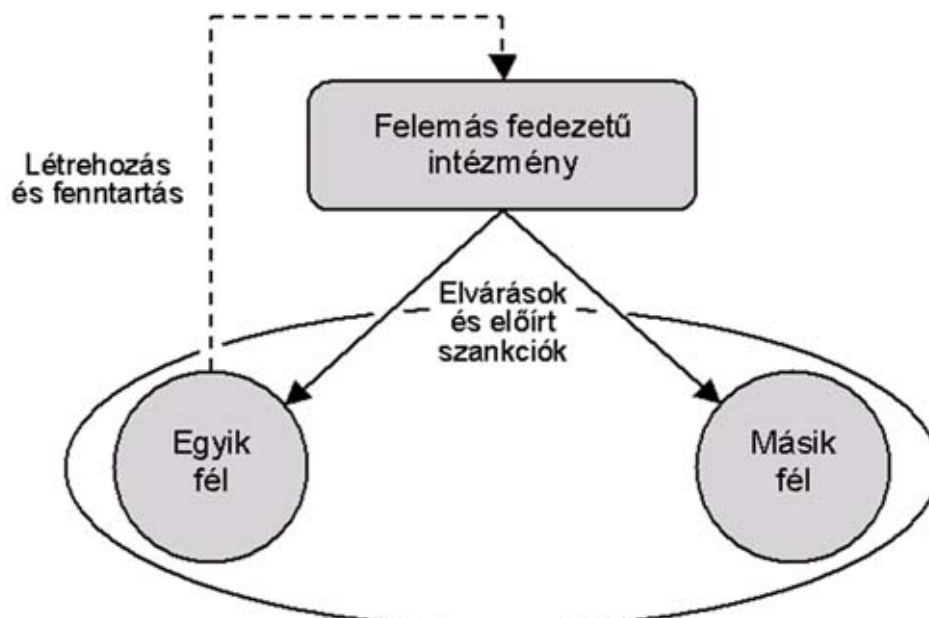 Felemás fedezetű
intézmény
Létrehozás
és fenntartás
Elvárások
és előírt
szankciók
Egyik
fél
Másik
fél